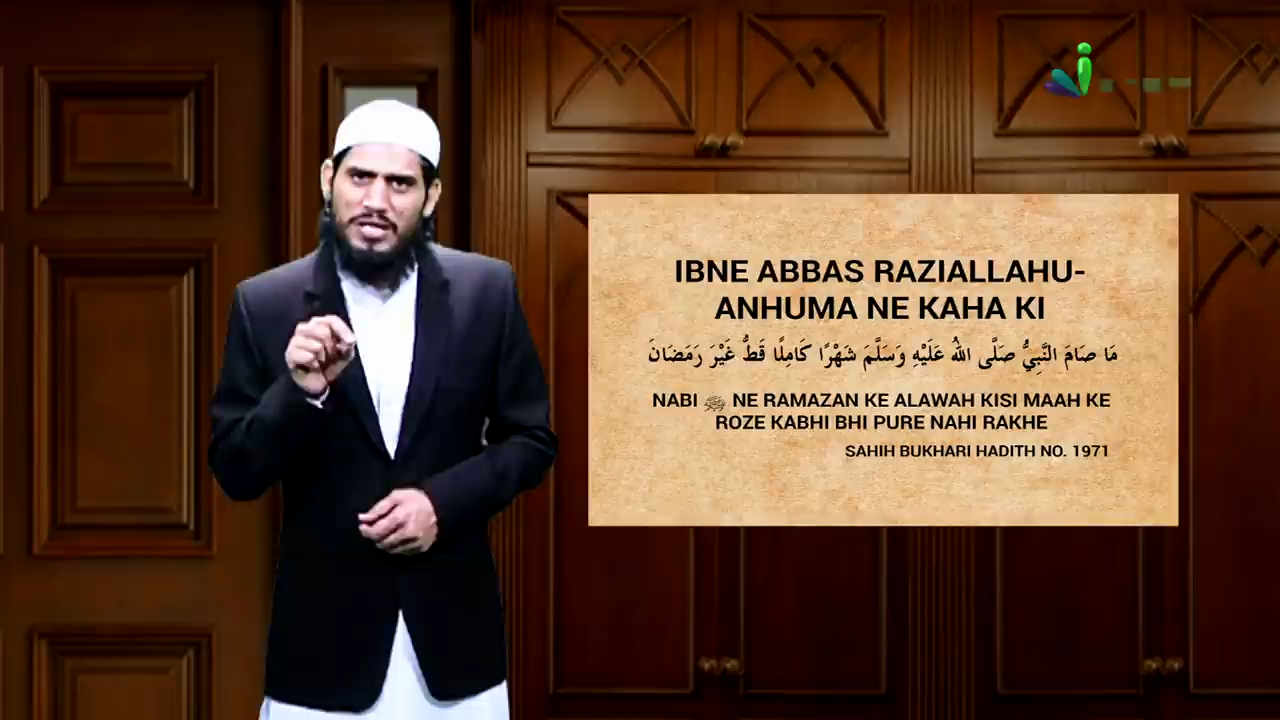 IBNE ABBAS RAZIALLAHU-
ANHUMA NE KAHA KI
مَا صَامَ النَّبِيُّ صَلَّى اللهُ عَلَيْهِ وَسَلَّمَ شَهْرًا كَامِلًا قَطُّ غَيْرَ رَمَضَانَ
NABI ﷺ NE RAMAZAN KE ALAWAH KISI MAAH KE
ROZE KABHI BHI PURE NAHI RAKHE
SAHIH BUKHARI HADITH NO. 1971